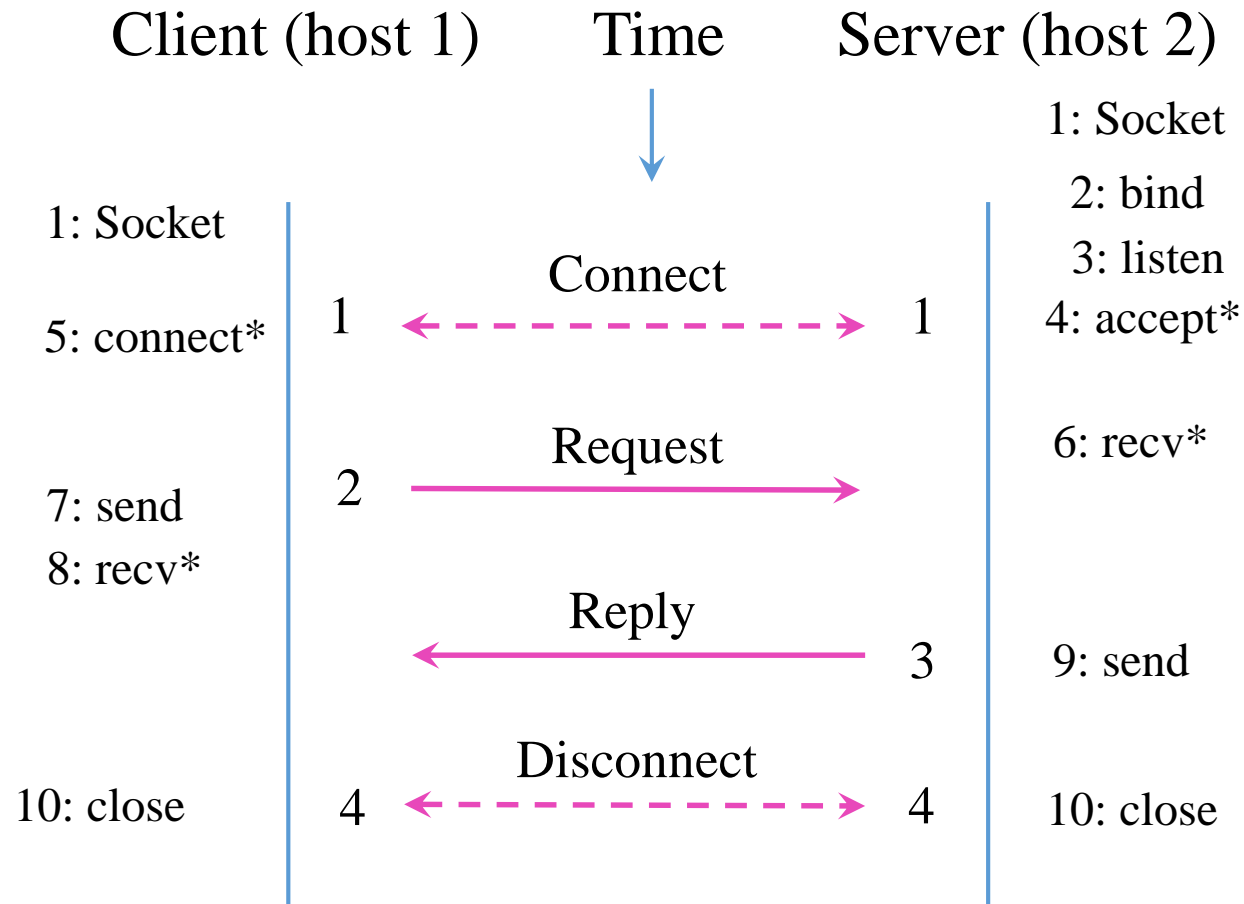 Client (host 1) Time Server (host 2)
1: Socket
2: bind
1: Socket
3: listen
Connect
5: connect* 1 1 4: accept*
Request
6: recv*
7: send 2
8: recv*
Reply
3 9: send
Disconnect
10: close 4 4 10: close